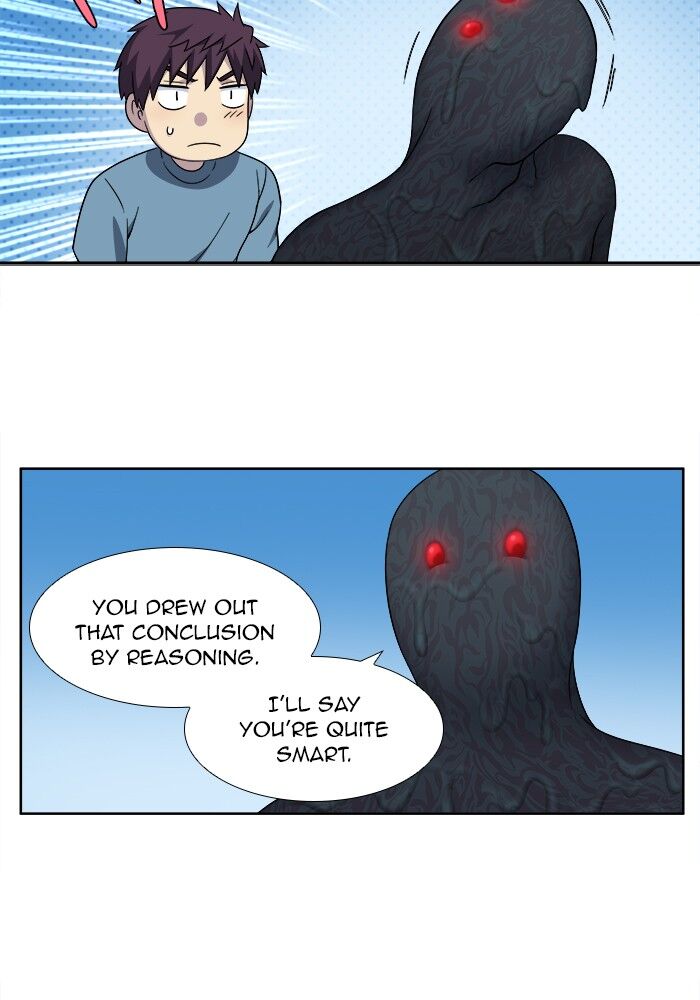 YOU DREW OUT
THAT CONCLUSION
BY REASONING.
I'LL SAY
YOU'RE QUITE
SMART.